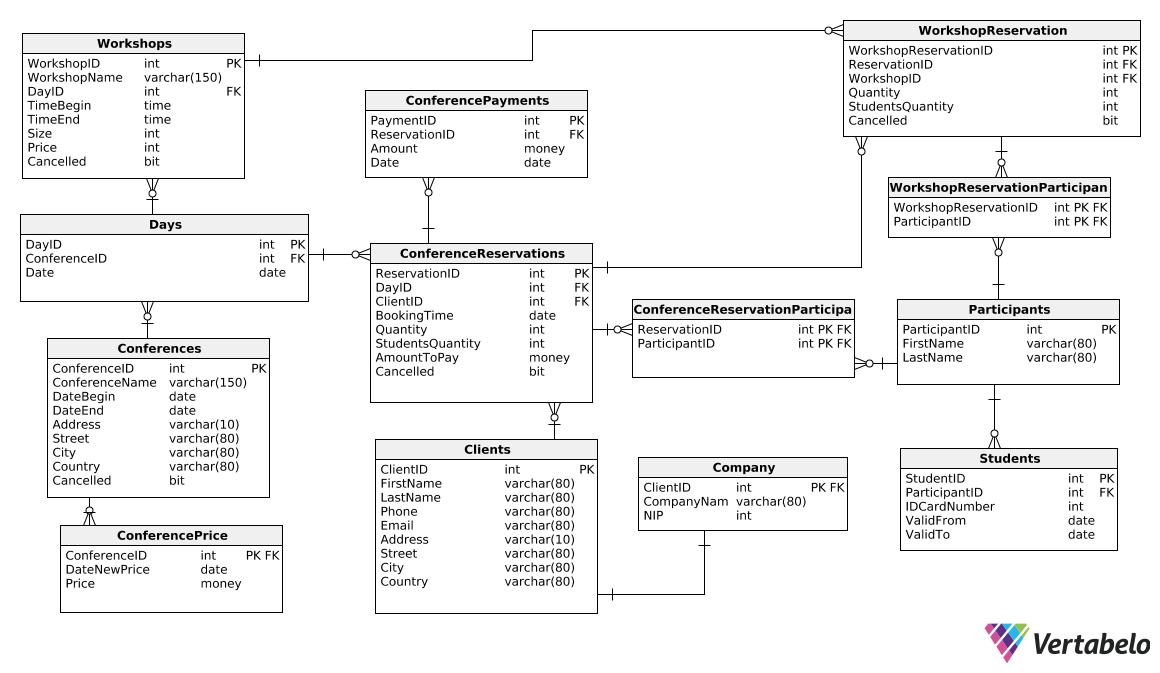 Workshops
WorkshopID int PK
WorkshopName varchar(150)
DayID int FK
TimeBegin time
TimeEnd time
Size int
Price int
Cancelled bit
ConferencePayments
PaymentID int PK
ReservationID int FK
Amount money
Date date
WorkshopReservation
WorkshopReservationID int PK
ReservationID int FK
WorkshopID int FK
Quantity int
StudentsQuantity int
Cancelled bit
WorkshopReservationParticipan
WorkshopReservationID int PK FK
ParticipantID int PK FK
Days
DayID int PK
ConferenceID int FK
Date date
ConferenceReservations
ReservationID int PK
DayID int FK
ClientID int FK
BookingTime date
Quantity int
StudentsQuantity int
AmountToPay money
Cancelled bit
ConferenceReservationParticipa
ReservationID int PK FK
ParticipantID int PK FK
Participants
ParticipantID int PK
FirstName varchar(80)
LastName varchar(80)
Conferences
ConferenceID int PK
ConferenceName varchar(150)
DateBegin date
DateEnd date
Address varchar(10)
Street varchar(80)
City varchar(80)
Country varchar(80)
Cancelled bit
Clients
ClientID int PK
FirstName varchar(80)
LastName varchar(80)
Phone varchar(80)
Email varchar(80)
Address varchar(10)
Street varchar(80)
City varchar(80)
Country varchar(80)
Company
ClientID int PK FK
CompanyNam varchar(80)
NIP int
Students
StudentID int PK
ParticipantID int FK
IDCardNumber int
ValidFrom date
ValidTo date
ConferencePrice
ConferenceID int PK FK
DateNewPrice date
Price money
Vertabelo